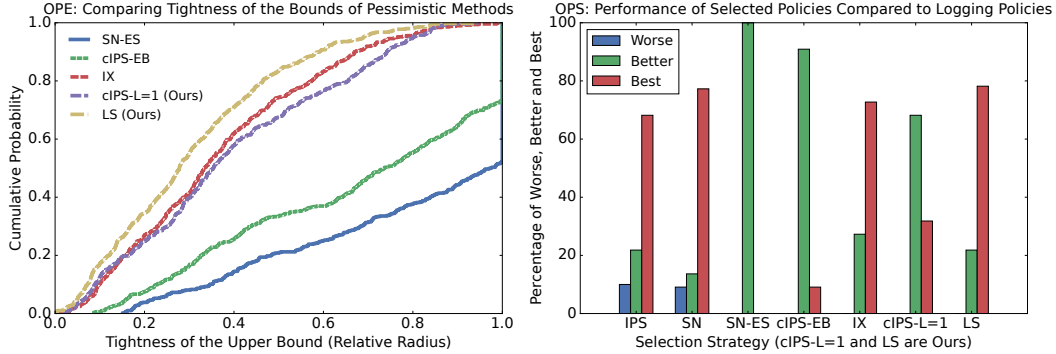 OPE: Comparing Tightness of the Bounds of Pessimistic Methods
1.0
0.8
0.6
0.4
0.2
0.0
Cumulative Probability
SN-ES
cIPS-EB
IX
cIPS-L=1 (Ours)
LS (Ours)
0.0 0.2 0.4 0.6 0.8 1.0
Tightness of the Upper Bound (Relative Radius)
OPS: Performance of Selected Policies Compared to Logging Policies
100
80
60
40
20
0
Percentage of Worse, Better and Best
Worse
Better
Best
IPS SN SN-ES cIPS-EB IX cIPS-L=1 LS
Selection Strategy (cIPS-L=1 and LS are Ours)